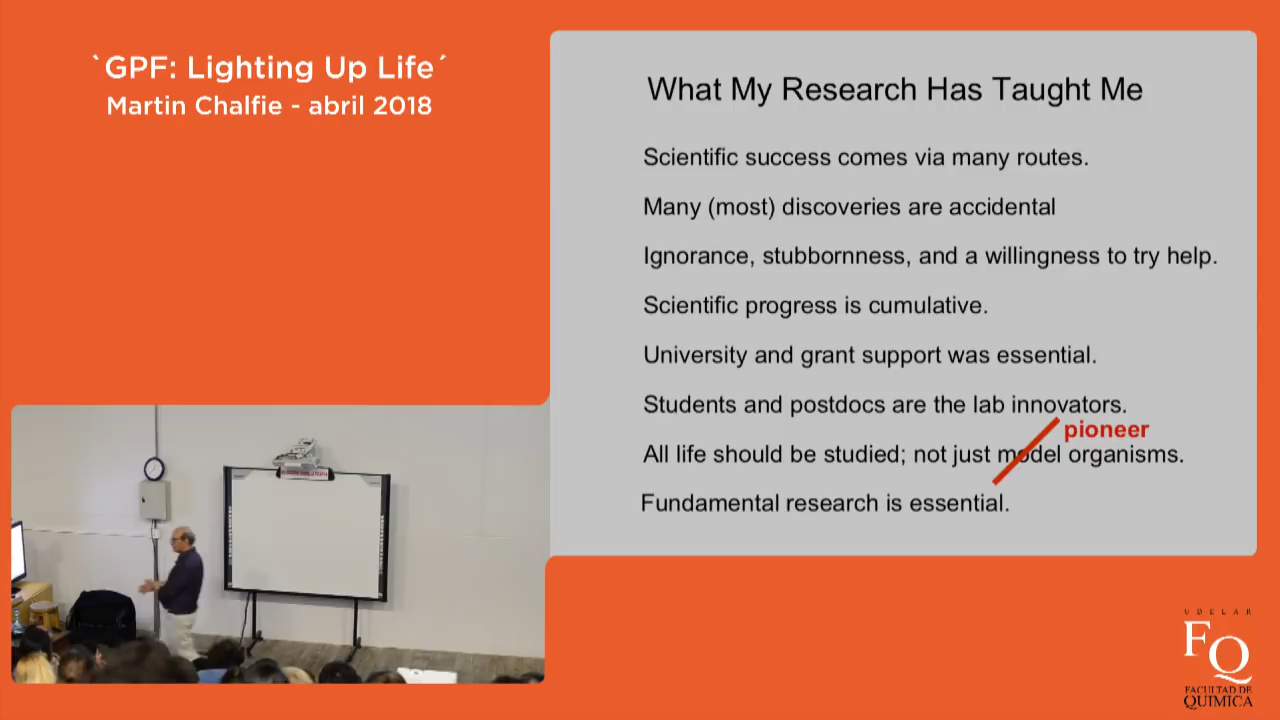 `GPF: Lighting Up Life´
Martin Chalfie - abril 2018
What My Research Has Taught Me
Scientific success comes via many routes.
Many (most) discoveries are accidental
Ignorance, stubbornness, and a willingness to try help.
Scientific progress is cumulative.
University and grant support was essential.
Students and postdocs are the lab innovators.
pioneer
All life should be studied; not just model organisms.
Fundamental research is essential.
UDELAR
FQ
FACULTAD DE
QUIMICA